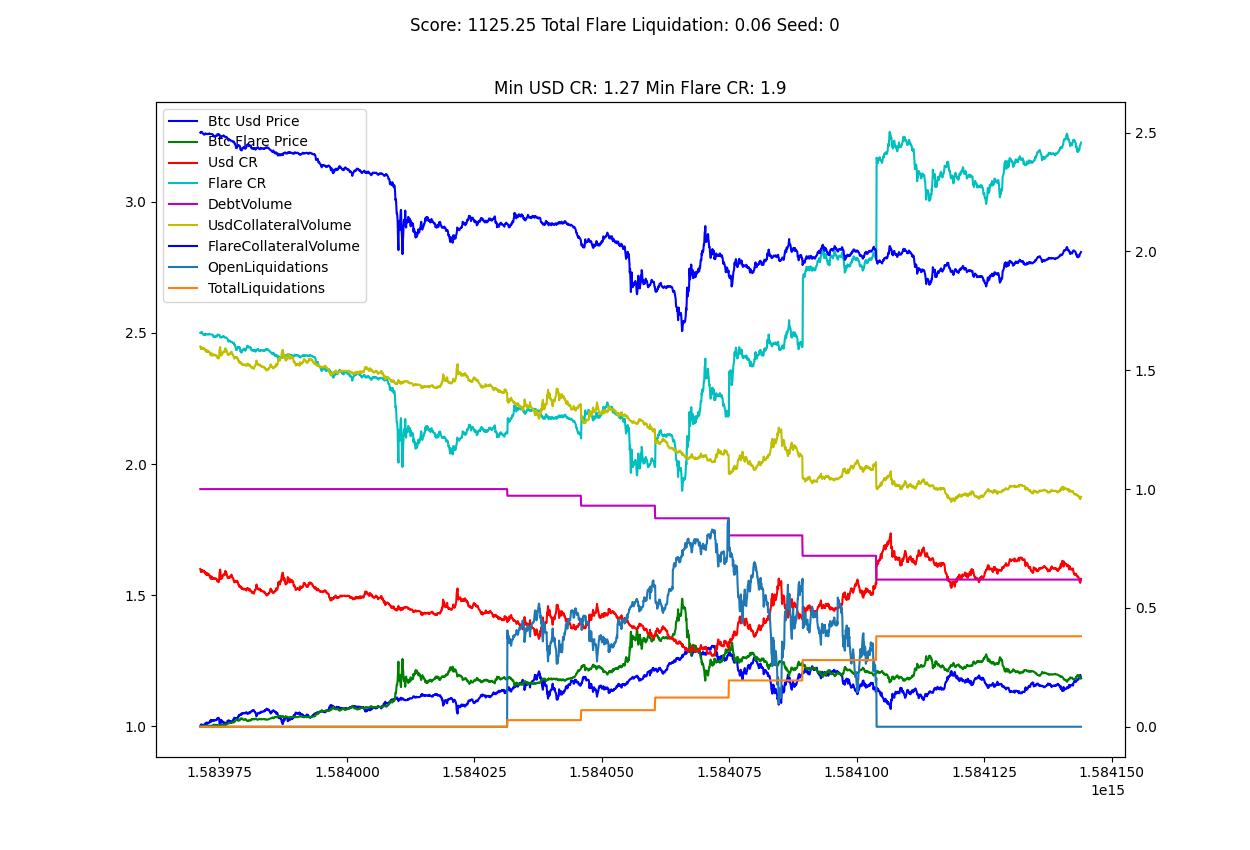 Score: 1125.25 Total Flare Liquidation: 0.06 Seed: 0
Min USD CR: 1.27 Min Flare CR: 1.9
Btc Usd Price
Btc Flare Price
Usd CR
Flare CR
DebtVolume
UsdCollateralVolume
FlareCollateralVolume
OpenLiquidations
TotalLiquidations
3.0
2.5
2.0
1.5
1.0
2.5
2.0
1.5
1.0
0.5
0.0
1.583975 1.584000 1.584025 1.584050 1.584075 1.584100 1.584125 1.584150
1e15